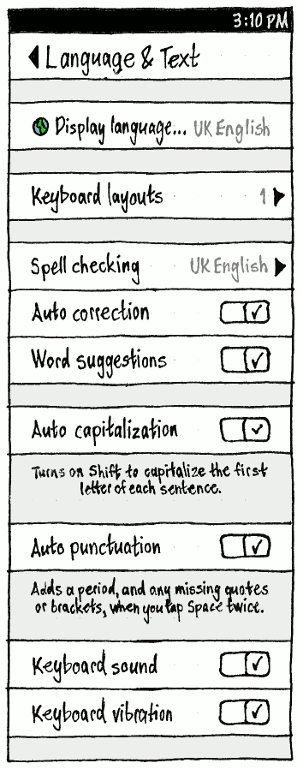 3:10 PM
Language & Text
Display language... UK English
Keyboard layouts 1
Spell checking UK English
Auto correction
Word suggestions
Auto capitalization
Turns on Shift to capitalize the first
letter of each sentence.
Auto punctuation
Adds a period, and any missing quotes
or brackets, when you tap Space twice.
Keyboard sound
Keyboard vibration